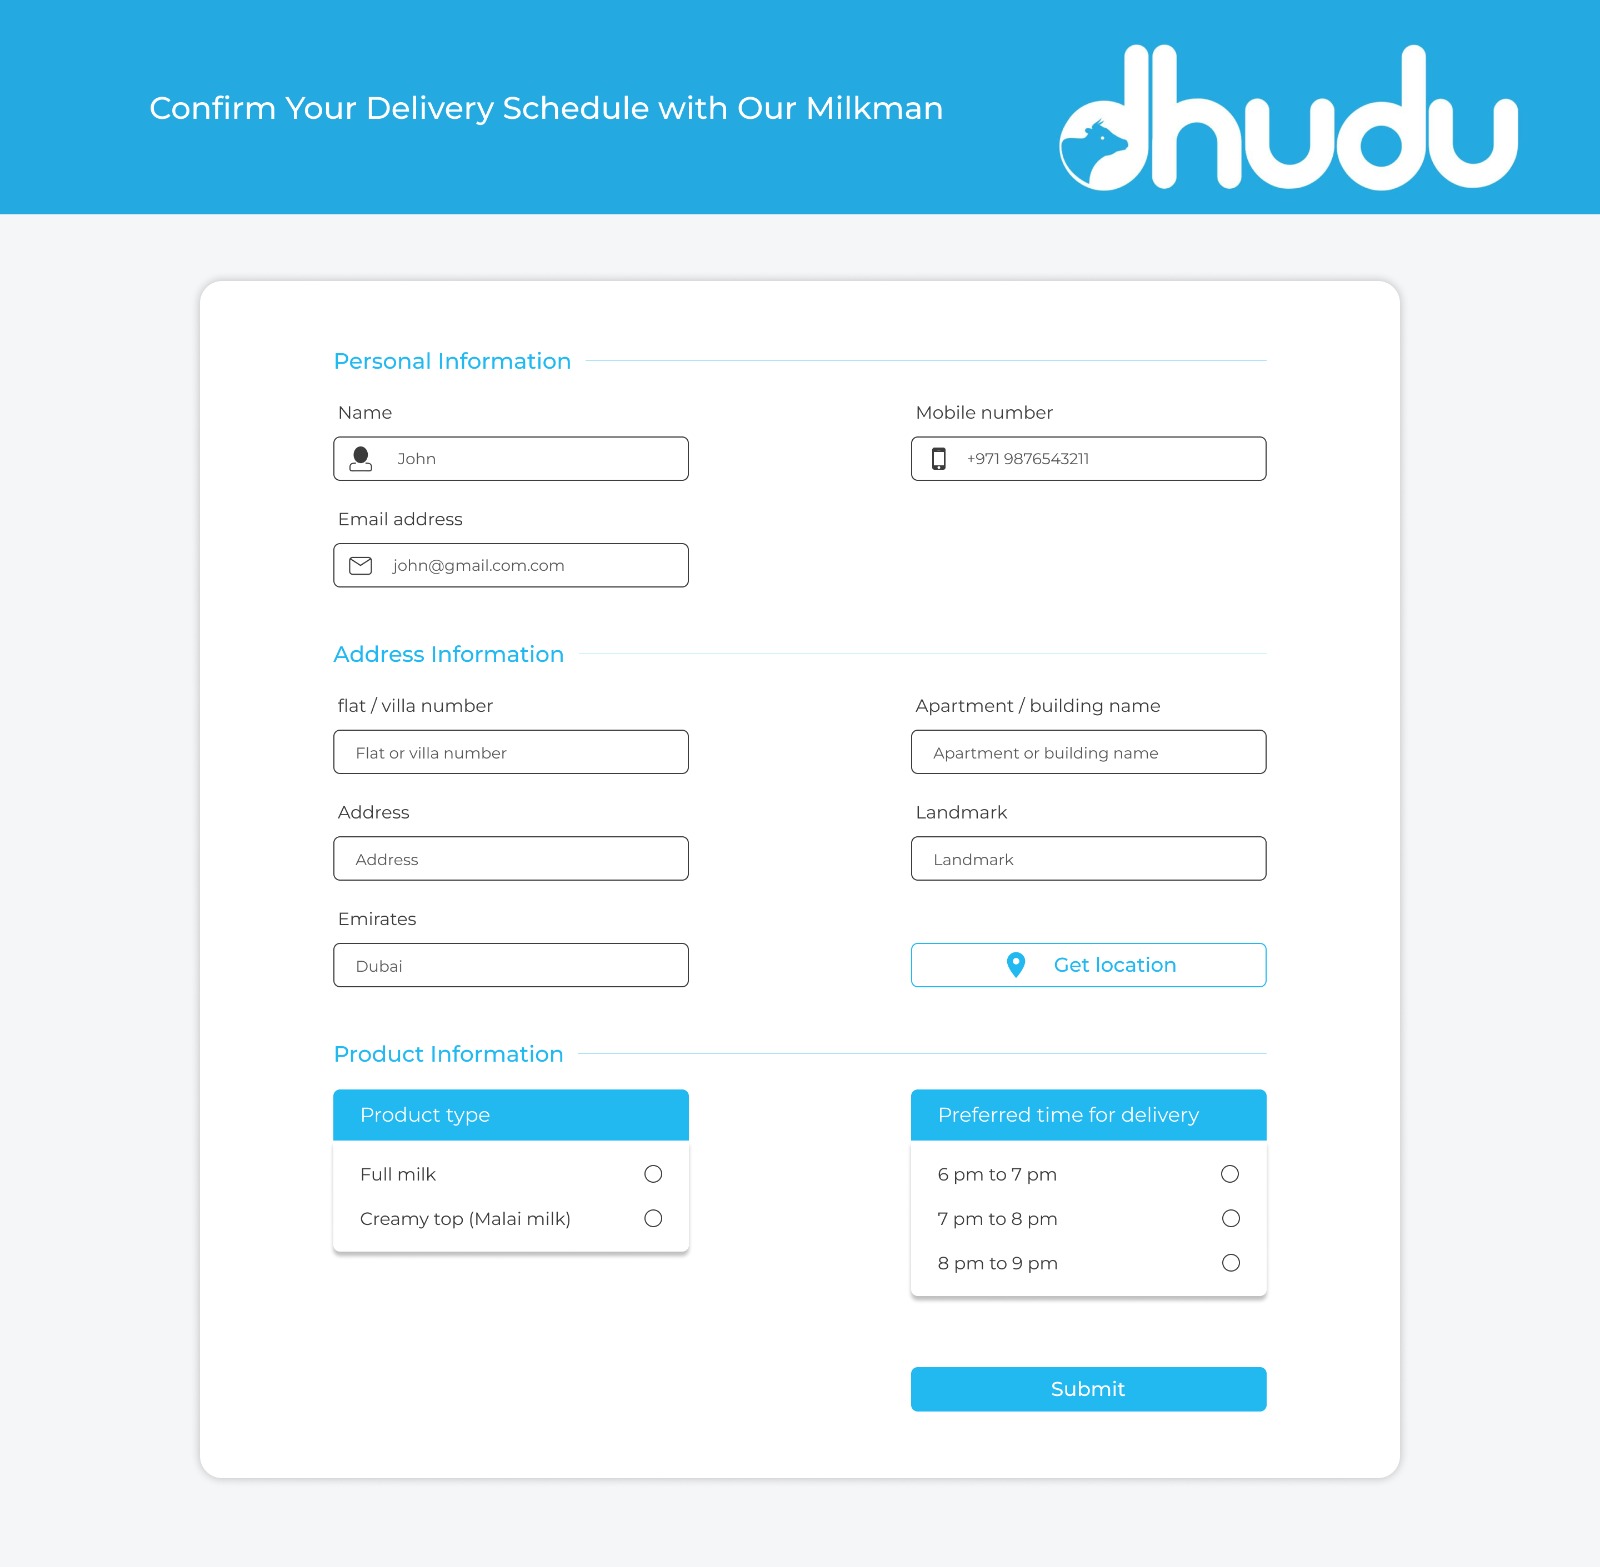 Confirm Your Delivery Schedule with Our Milkman
dhudu
Personal Information
Name
Mobile number
John
+971 9876543211
Email address
john@gmail.com.com
Address Information
flat / villa number
Apartment / building name
Flat or villa number
Apartment or building name
Address
Landmark
Address
Landmark
Emirates
Dubai
Get location
Product Information
Product type
Preferred time for delivery
Full milk
6 pm to 7 pm
Creamy top (Malai milk)
7 pm to 8 pm
8 pm to 9 pm
Submit